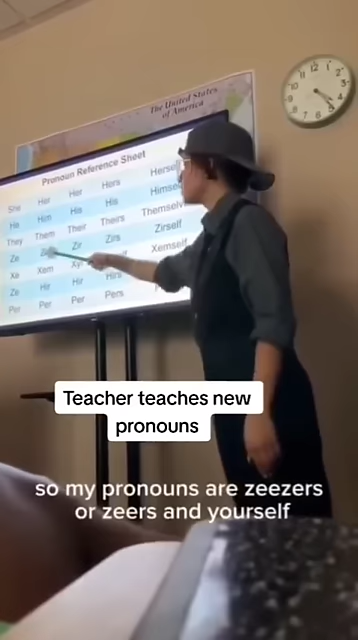 The United States
of America
Pronoun Reference Sheet
She Her Her Hers Herself
He Him His His
They Them Their Theirs
Ze Zir Zirs Zirself
Xe Xem Xemself
Ze Hir Hir Hirs
Per Per Per Pers
12
Teacher teaches new
pronouns
so my pronouns are zeezers
or zeers and yourself